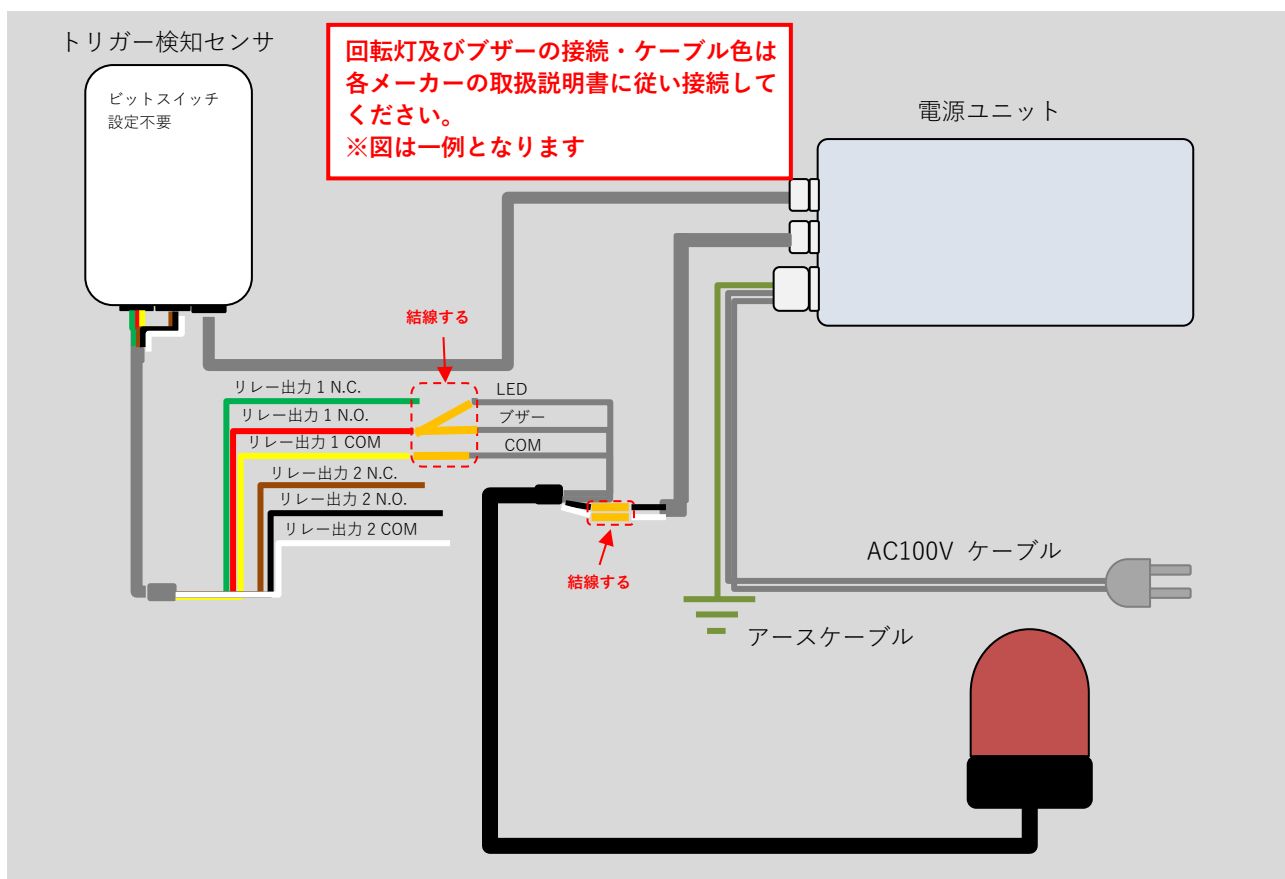 トリガー検知センサ
ビットスイッチ
設定不要
回転灯及びブザーの接続・ケーブル色は
各メーカーの取扱説明書に従い接続して
ください。
※図は一例となります
電源ユニット
結線する
リレー出力 1 N.C.
LED
リレー出力 1 N.O.
ブザー
リレー出力 1 COM
COM
リレー出力 2 N.C.
リレー出力 2 N.O.
リレー出力 2 COM
結線する
AC100V ケーブル
アースケーブル